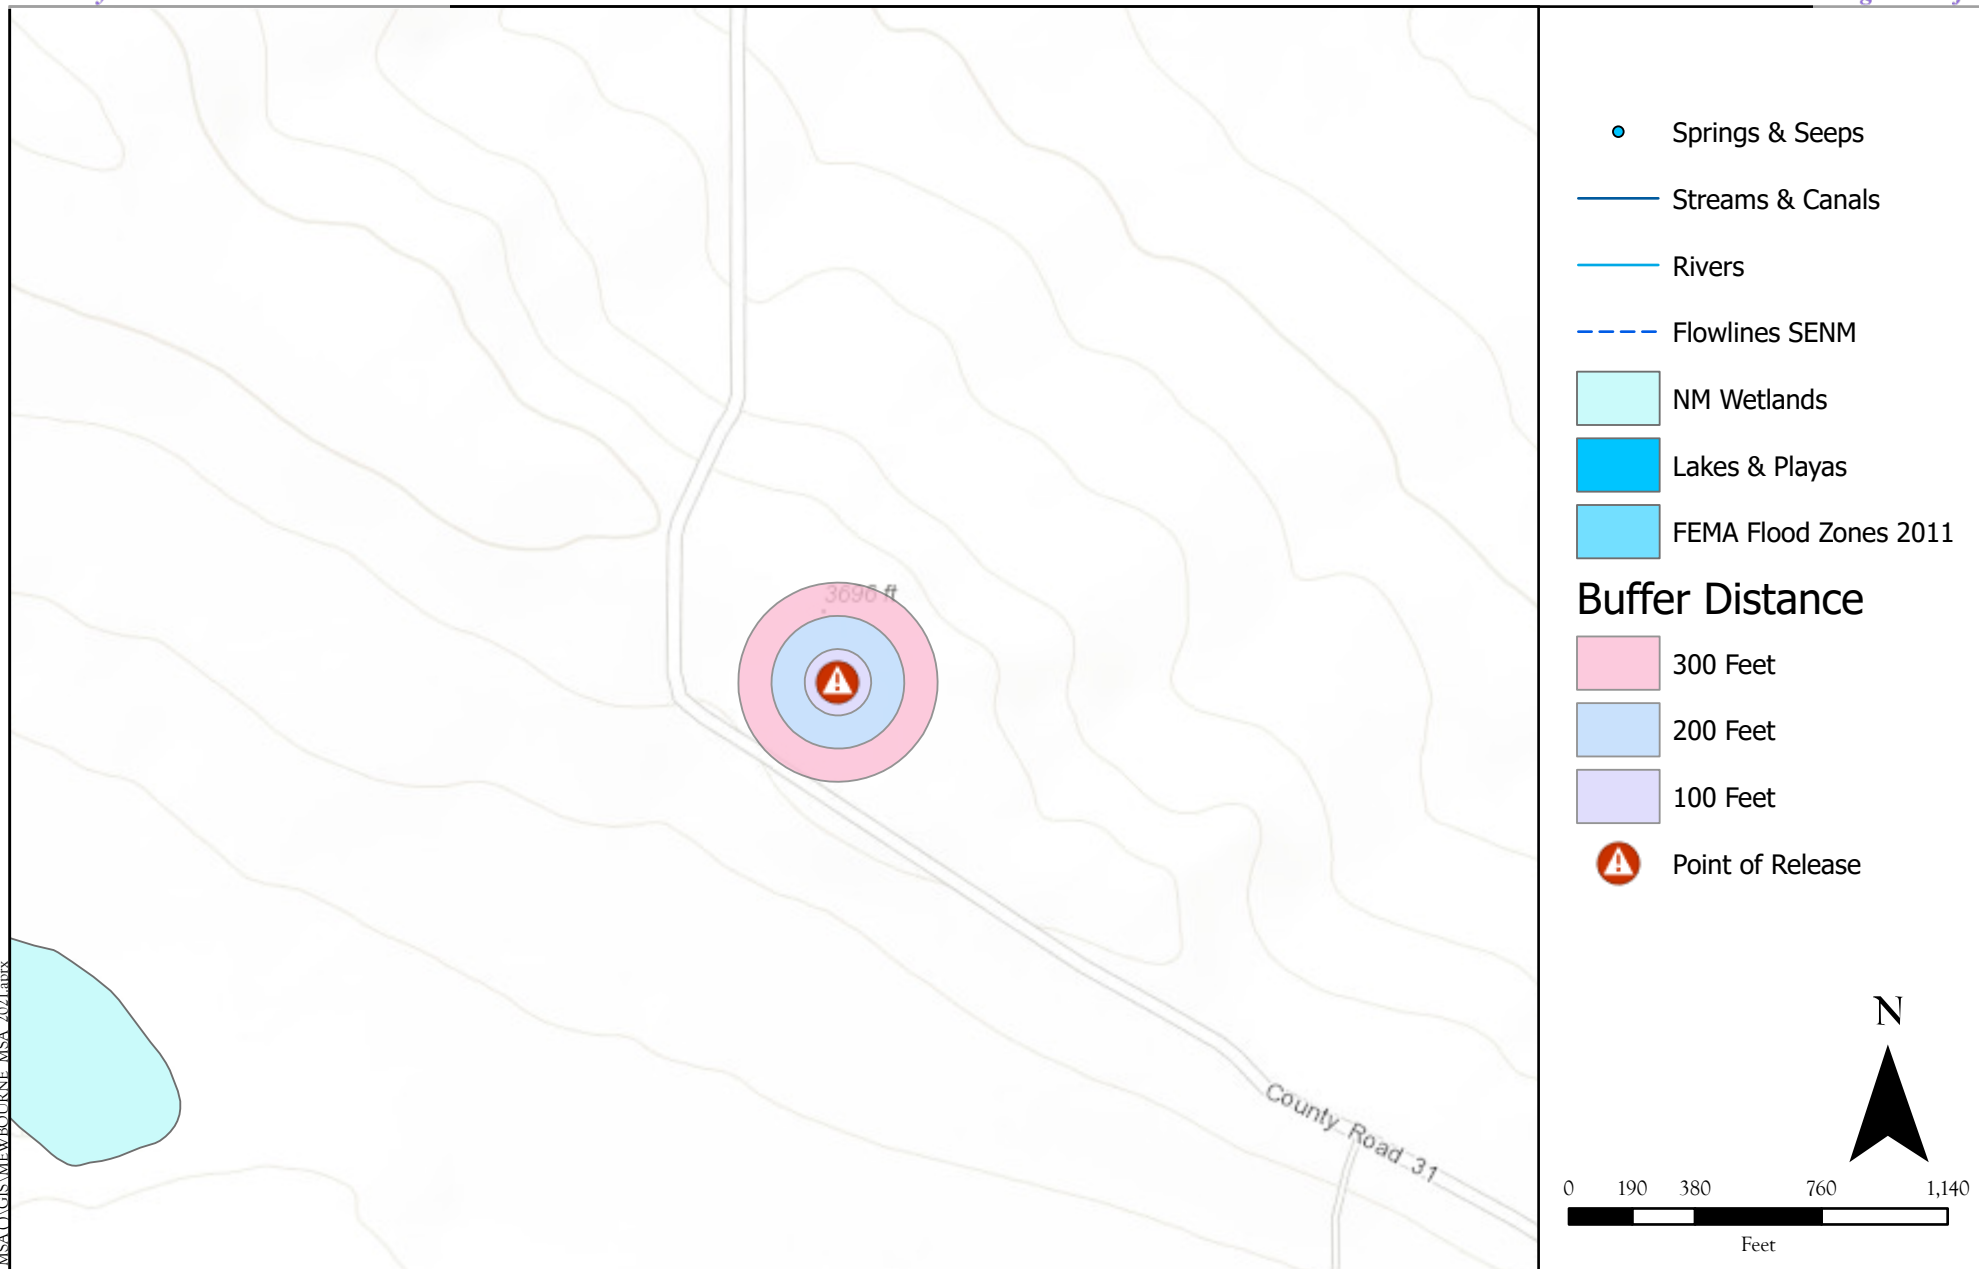 3696 ft
County Road 31
Springs & Seeps
Streams & Canals
Rivers
Flowlines SENM
NM Wetlands
Lakes & Playas
FEMA Flood Zones 2011
Buffer Distance
300 Feet
200 Feet
100 Feet
Point of Release
N
0 190 380 760 1,140
Feet